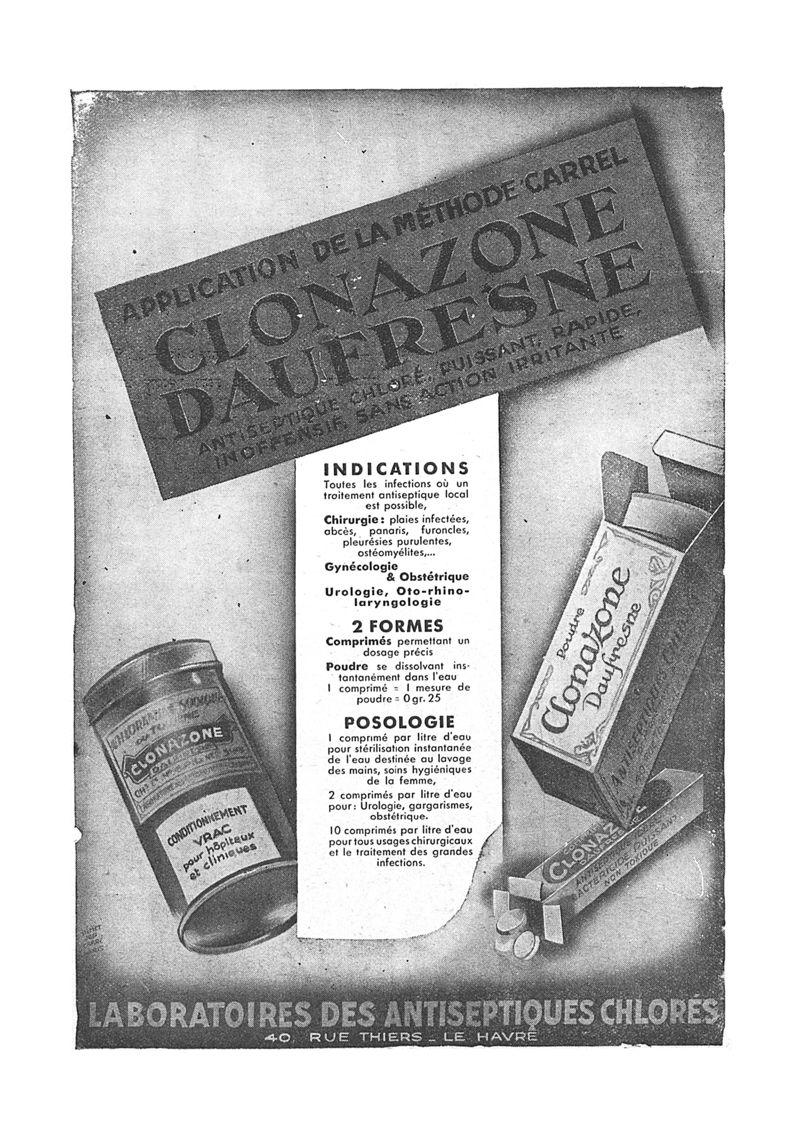 APPLICATION DE LA MÉTHODE CARREL
CLONAZONE
DAUFRESNE
ANTISEPTIQUE CHLORÉ, PUISSANT, RAPIDE,
INOFFENSIF, SANS ACTION IRRITANTE
INDICATIONS
Toutes les infections où un
traitement antiseptique local
est possible,
Chirurgie : plaies infectées,
abcès, panaris, furoncles,
pleurésies purulentes,
ostéomyélites,...
Gynécologie
& Obstétrique
Urologie, Oto-rhino-
laryngologie
2 FORMES
Comprimés permettant un
dosage précis
Poudre se dissolvant ins-
tantanément dans l'eau
1 comprimé = 1 mesure de
poudre = 0 gr. 25
POSOLOGIE
1 comprimé par litre d'eau
pour stérilisation instantanée
de l'eau destinée au lavage
des mains, soins hygiéniques
de la femme,
2 comprimés par litre d'eau
pour : Urologie, gargarismes,
obstétrique.
10 comprimés par litre d'eau
pour tous usages chirurgicaux
et le traitement des grandes
infections.
CLONAZONE
CONDITIONNEMENT
VRAC
pour hôpitaux
et cliniques
Poudre
Clonazone
Daufresne
CLONAZ
ANTISEPTIQUE PUISSANT
BACTÉRICIDE
NON TOXIQUE
LABORATOIRES DES ANTISEPTIQUES CHLORÉS
40, RUE THIERS _ LE HAVRE